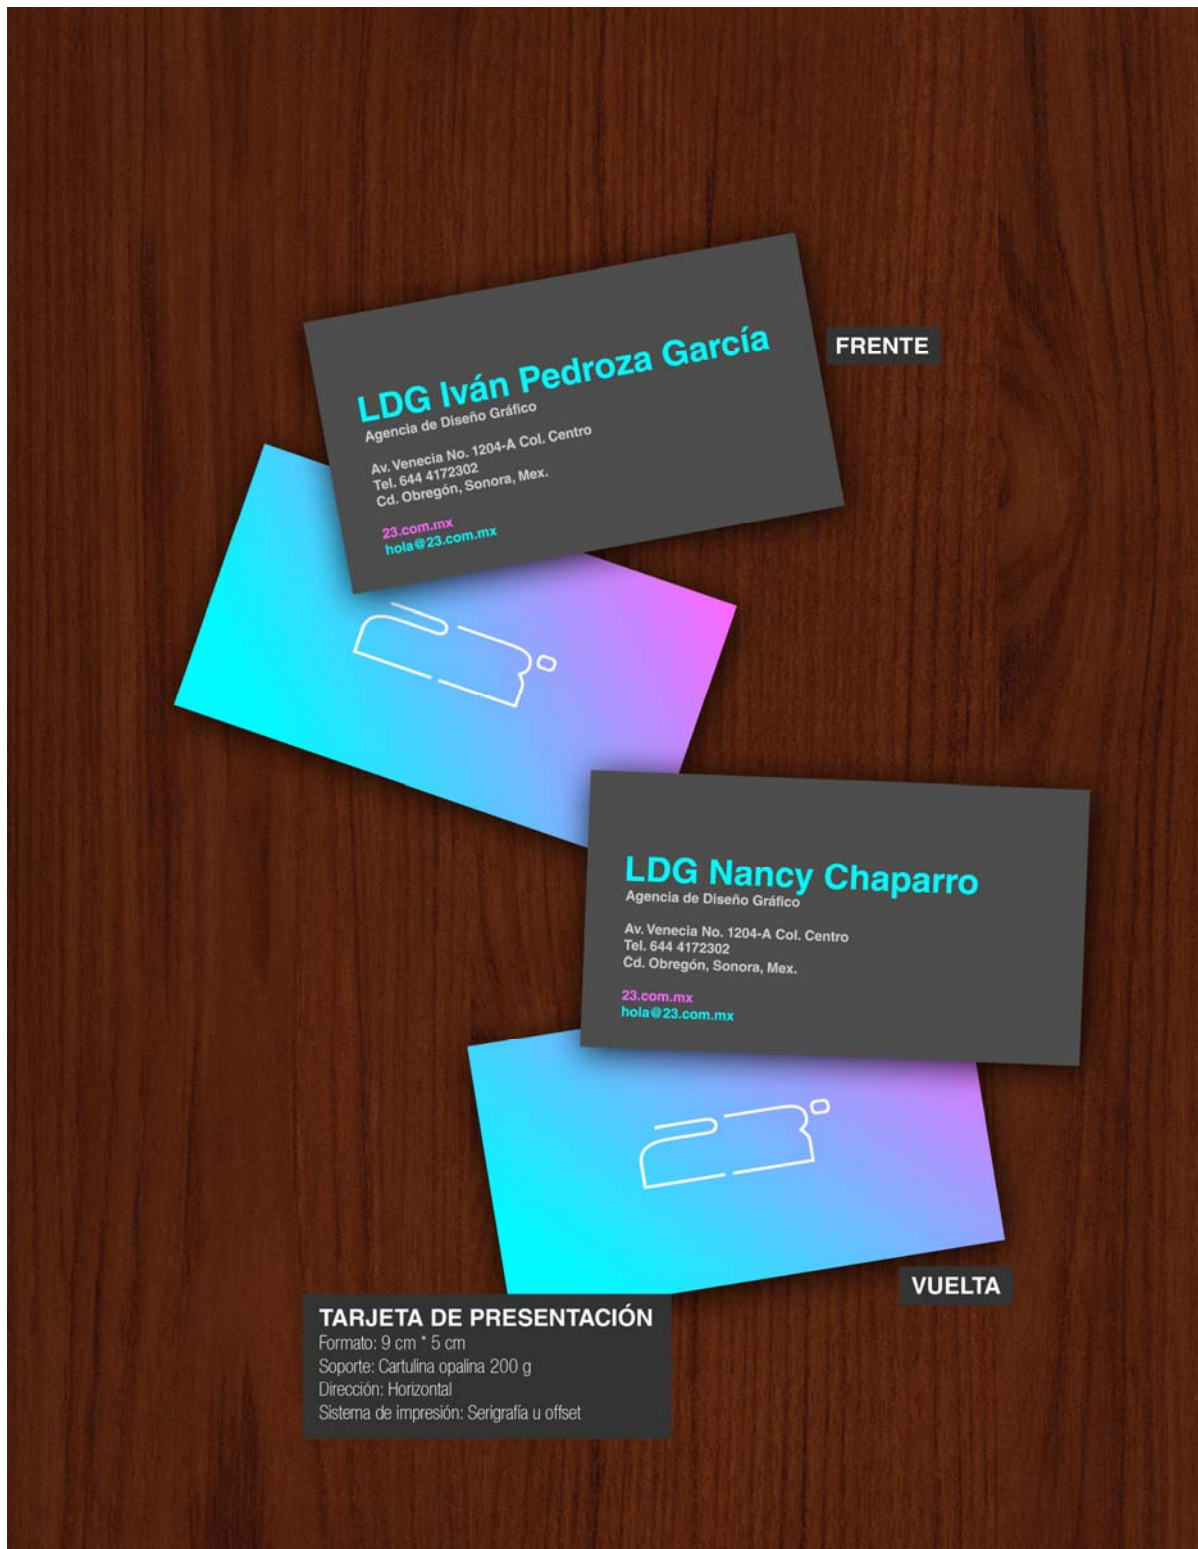 LDG Iván Pedroza García
Agencia de Diseño Gráfico
Av. Venecia No. 1204-A Col. Centro
Tel. 644 4172302
Cd. Obregón, Sonora, Mex.
23.com.mx
hola@23.com.mx
FRENTE
LDG Nancy Chaparro
Agencia de Diseño Gráfico
Av. Venecia No. 1204-A Col. Centro
Tel. 644 4172302
Cd. Obregón, Sonora, Mex.
23.com.mx
hola@23.com.mx
VUELTA
TARJETA DE PRESENTACIÓN
Formato: 9 cm * 5 cm
Soporte: Cartulina opalina 200 g
Dirección: Horizontal
Sistema de impresión: Serigrafía u offset